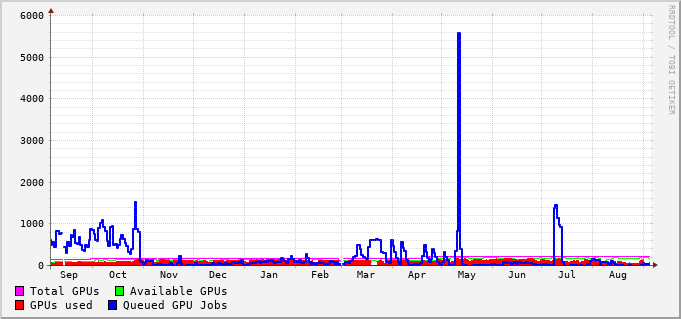 6000
5000
4000
3000
2000
1000
0
Sep Oct Nov Dec Jan Feb Mar Apr May Jun Jul Aug
Total GPUs Available GPUs
GPUs used Queued GPU Jobs
RRDTOOL / TOBI OETIKER